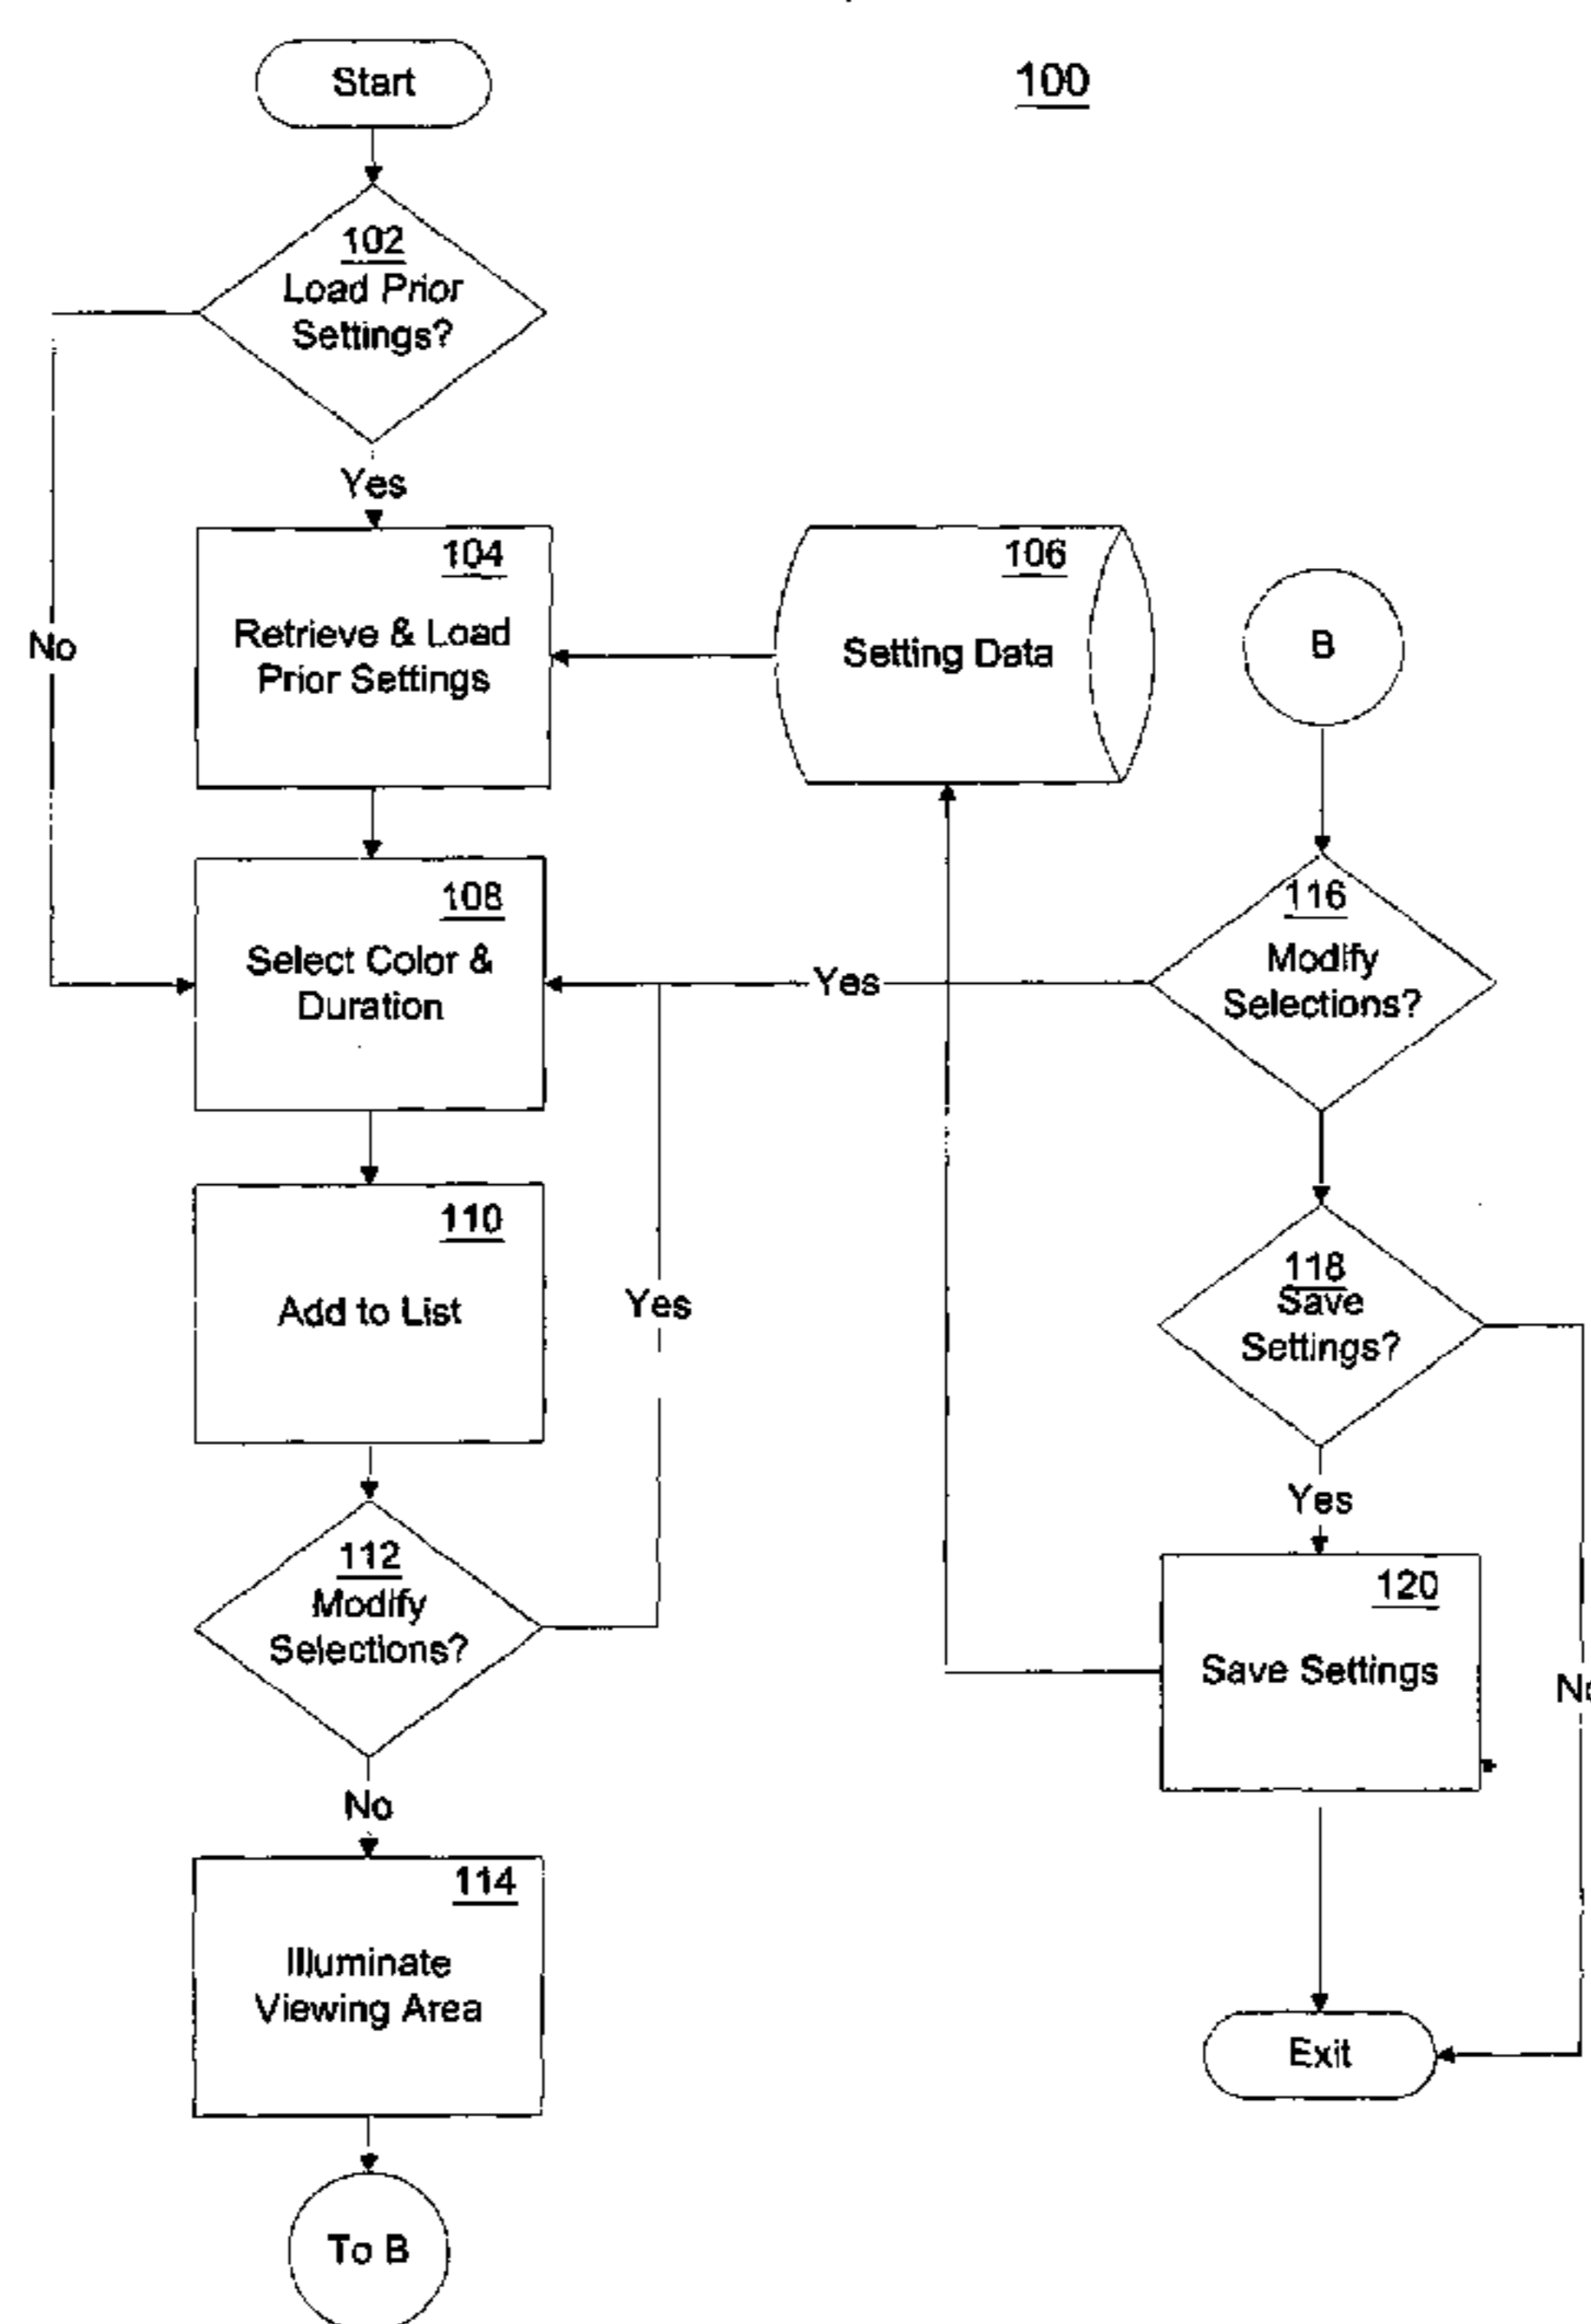 Start
100
102
Load Prior
Settings?
Yes
No
104
Retrieve & Load
Prior Settings
106
Setting Data
B
108
Select Color &
Duration
Yes
116
Modify
Selections?
110
Add to List
Yes
118
Save
Settings?
Yes
112
Modify
Selections?
120
Save Settings
No
No
114
Illuminate
Viewing Area
Exit
To B